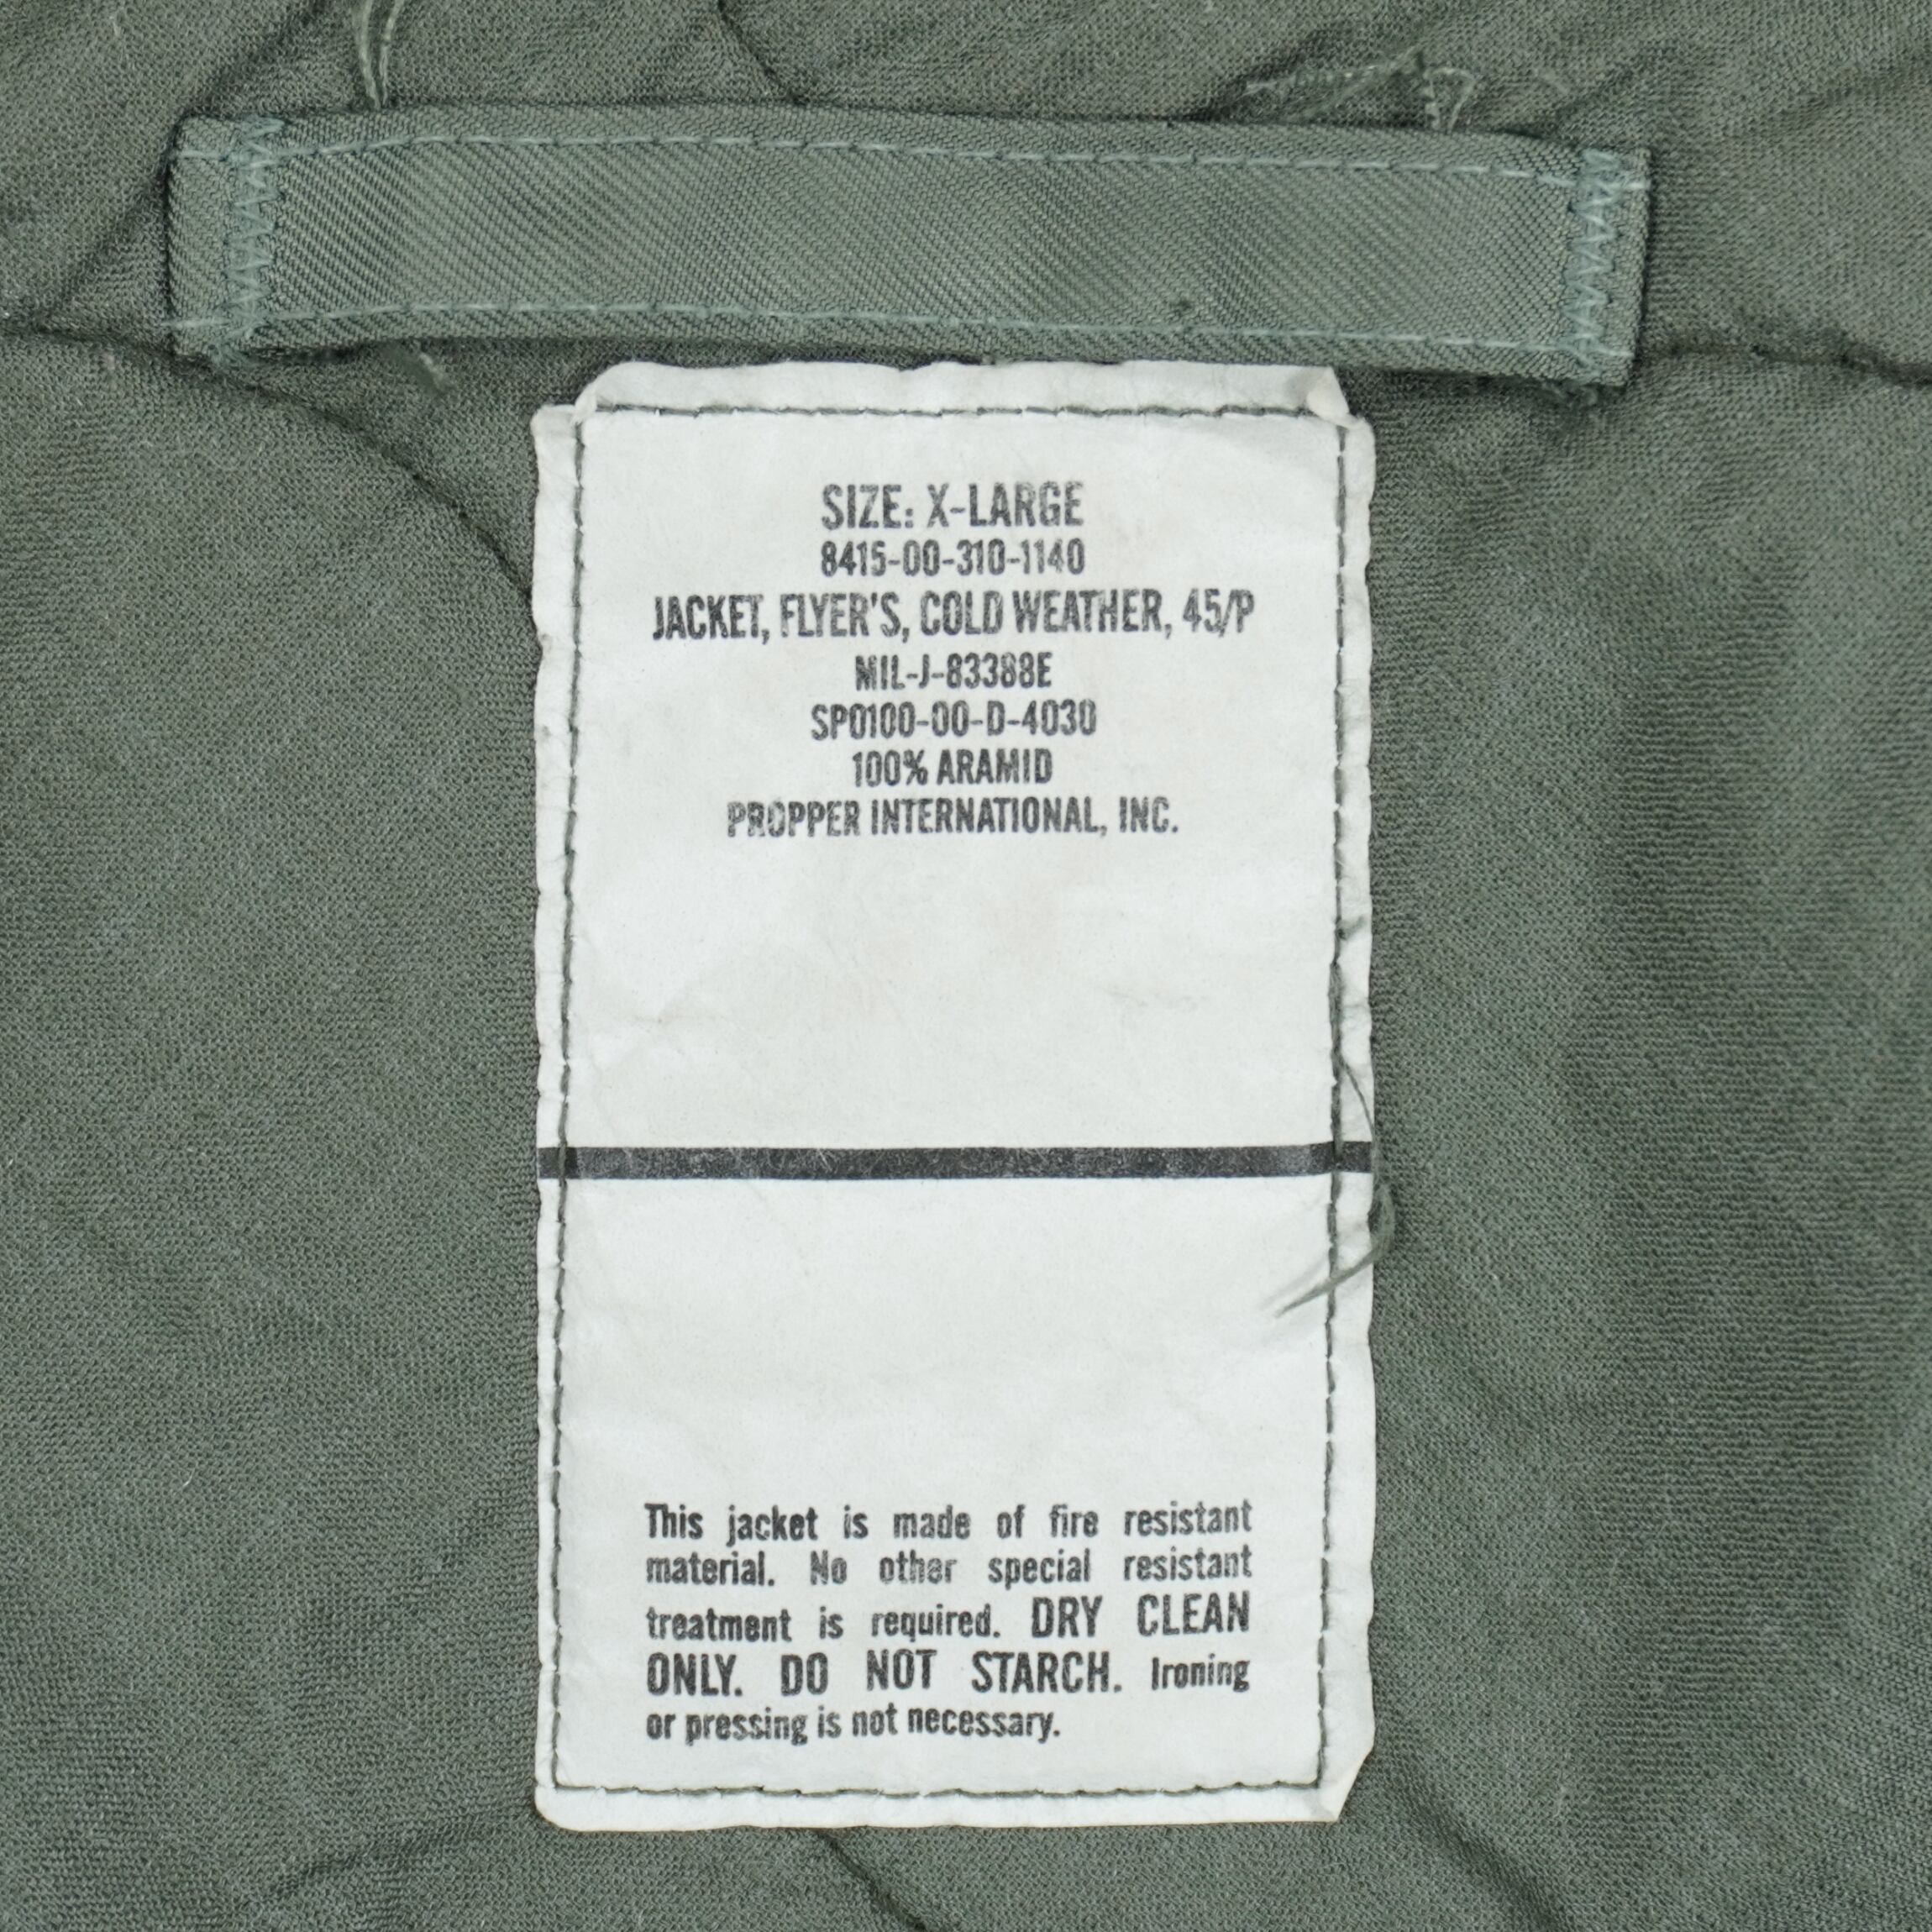 SIZE: X-LARGE
8415-00-310-1140
JACKET, FLYER'S, COLD WEATHER, 45/P
MIL-J-83388E
SP0100-00-D-4030
100% ARAMID
PROPPER INTERNATIONAL, INC.
This jacket is made of fire resistant
material. No other special resistant
treatment is required. DRY CLEAN
ONLY. DO NOT STARCH. Ironing
or pressing is not necessary.